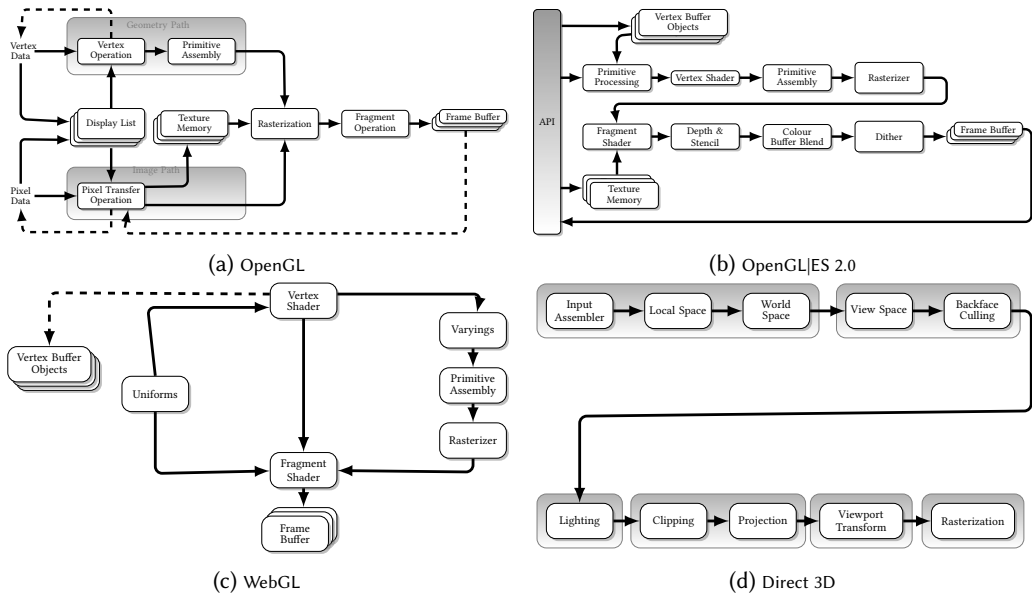 Geometry Path
Vertex
Data
Vertex
Operation
Primitive
Assembly
Display List
Texture
Memory
Rasterization
Fragment
Operation
Frame Buffer
Image Path
Pixel
Data
Pixel Transfer
Operation
(a) OpenGL
API
Vertex Buffer
Objects
Primitive
Processing
Vertex Shader
Primitive
Assembly
Rasterizer
Fragment
Shader
Depth &
Stencil
Colour
Buffer Blend
Dither
Frame Buffer
Texture
Memory
(b) OpenGL|ES 2.0
Vertex
Shader
Varyings
Vertex Buffer
Objects
Uniforms
Primitive
Assembly
Rasterizer
Fragment
Shader
Frame
Buffer
(c) WebGL
Input
Assembler
Local Space
World
Space
View Space
Backface
Culling
Lighting
Clipping
Projection
Viewport
Transform
Rasterization
(d) Direct 3D